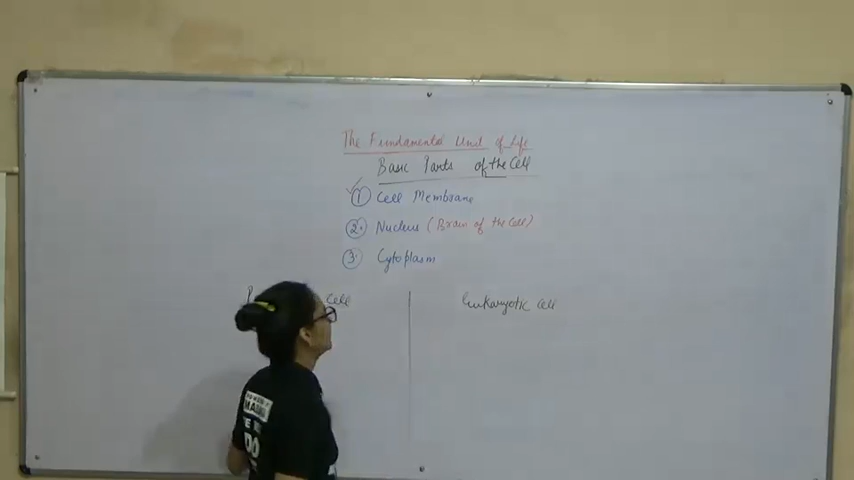 The Fundamental Unit of Life
Basic Parts of the Cell
1 Cell Membrane
2. Nucleus (Brain of the Cell)
3. Cytoplasm
Cell
Eukaryotic Cell